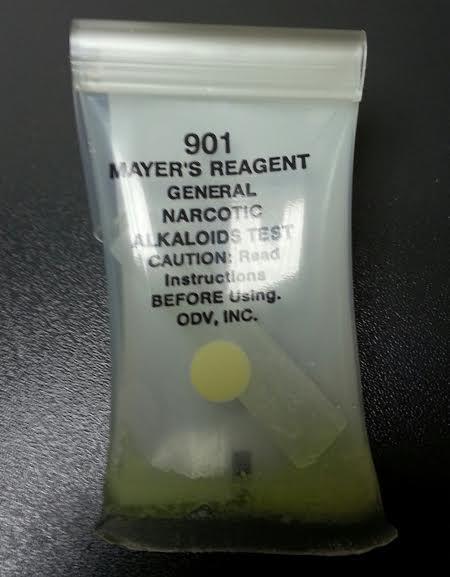 901
MAYER'S REAGENT
GENERAL
NARCOTIC
ALKALOIDS TEST
CAUTION: Read
Instructions
BEFORE Using.
ODV, INC.